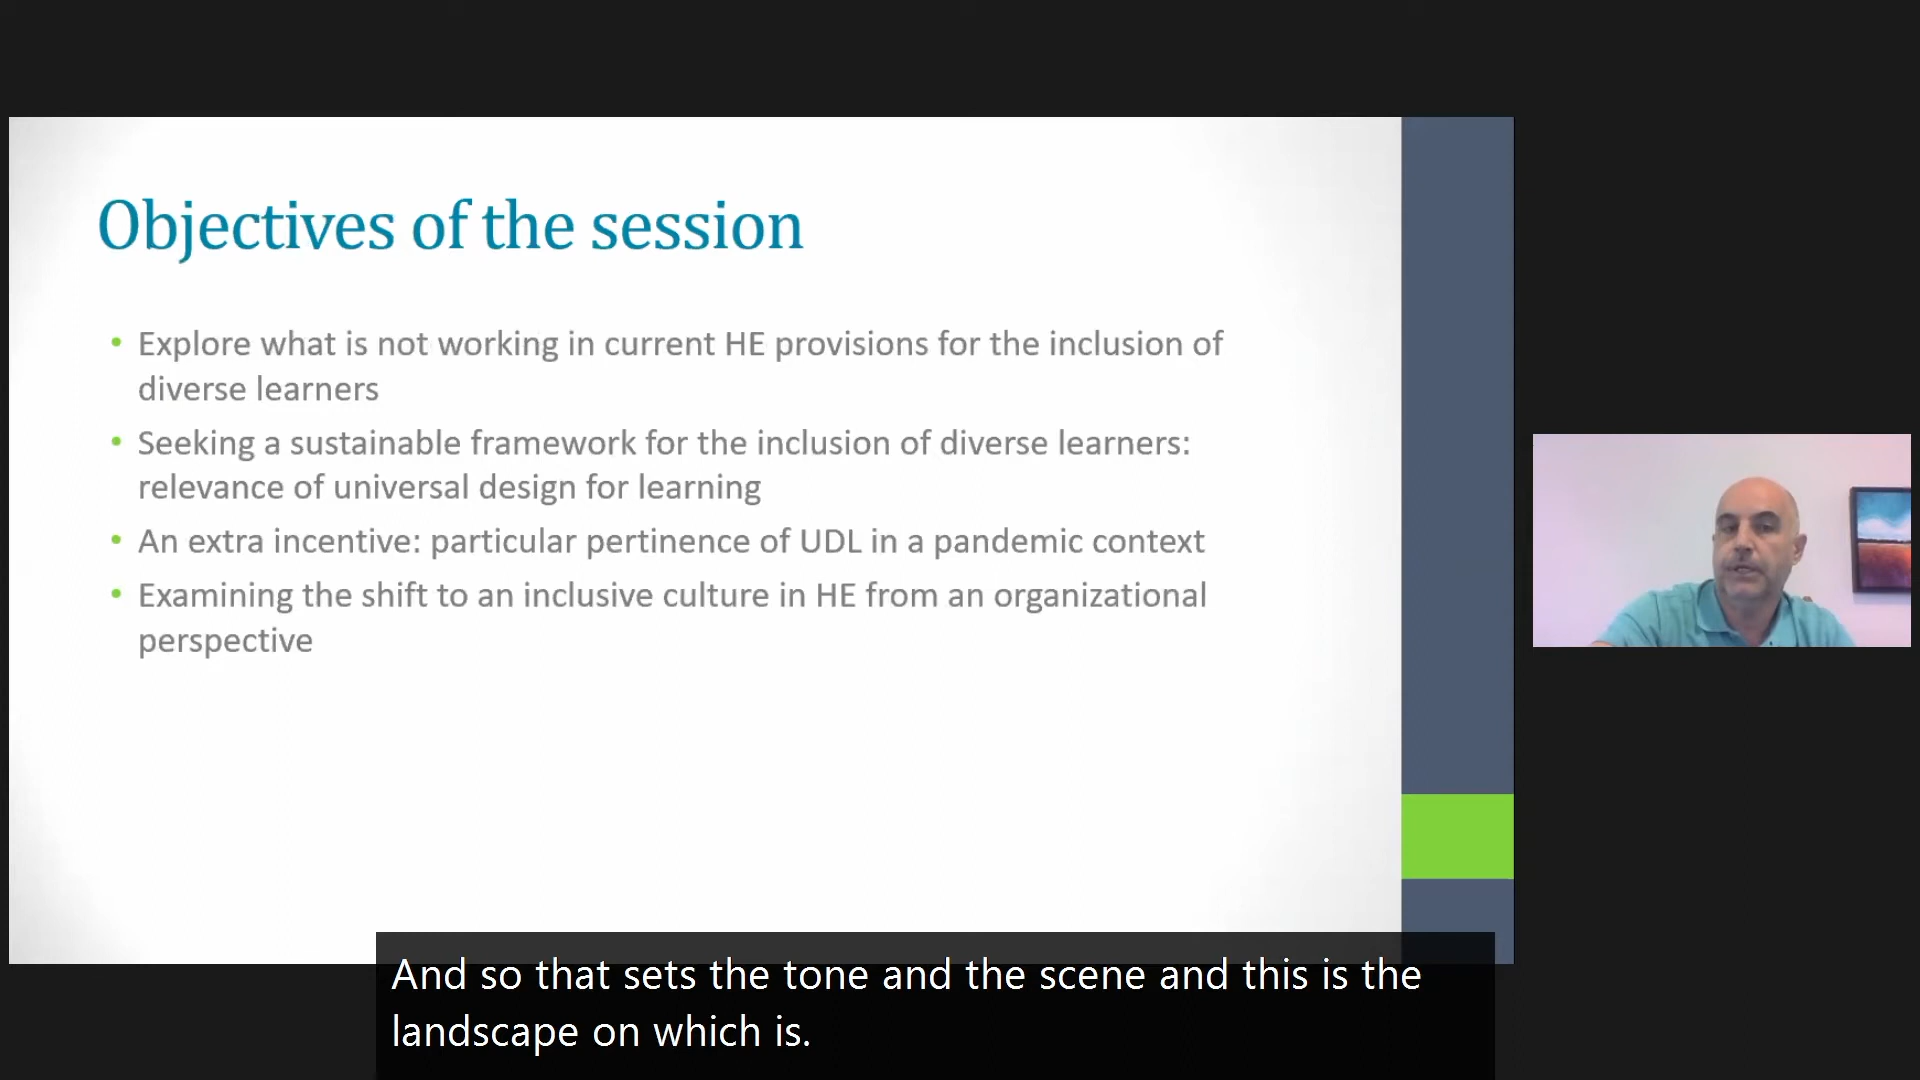 Objectives of the session
• Explore what is not working in current HE provisions for the inclusion of
diverse learners
• Seeking a sustainable framework for the inclusion of diverse learners:
relevance of universal design for learning
• An extra incentive: particular pertinence of UDL in a pandemic context
• Examining the shift to an inclusive culture in HE from an organizational
perspective
And so that sets the tone and the scene and this is the
landscape on which is.